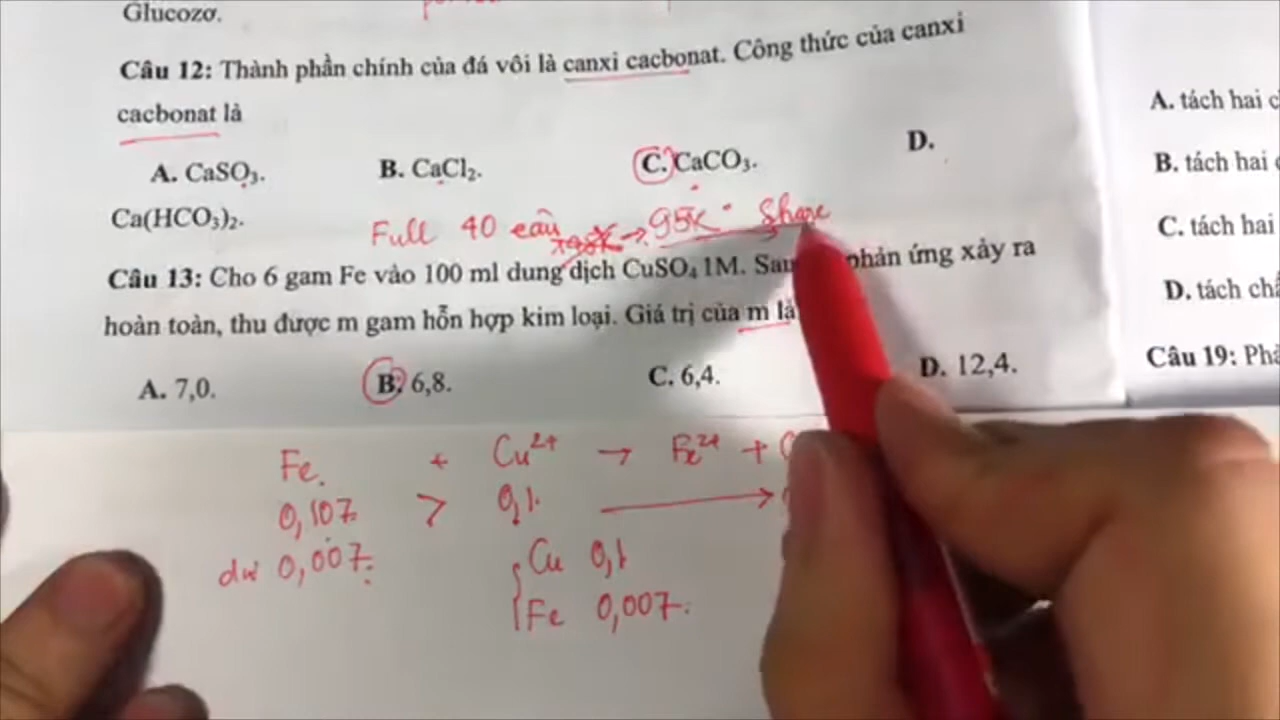 Glucozơ.
Câu 12: Thành phần chính của đá vôi là canxi cacbonat. Công thức của canxi
cacbonat là
A. CaSO₃. B. CaCl₂. C. CaCO₃. D.
Ca(HCO₃)₂.
Full 40 câu → 95k Share
Câu 13: Cho 6 gam Fe vào 100 ml dung dịch CuSO₄ 1M. Sau phản ứng xảy ra
hoàn toàn, thu được m gam hỗn hợp kim loại. Giá trị của m là
A. 7,0. B. 6,8. C. 6,4. D. 12,4.
Fe + Cu²⁺ → Fe²⁺ +
0,107 > 0,1 →
dư 0,007
{ Cu 0,1
Fe 0,007
A. tách hai
B. tách hai
C. tách hai
D. tách
Câu 19: